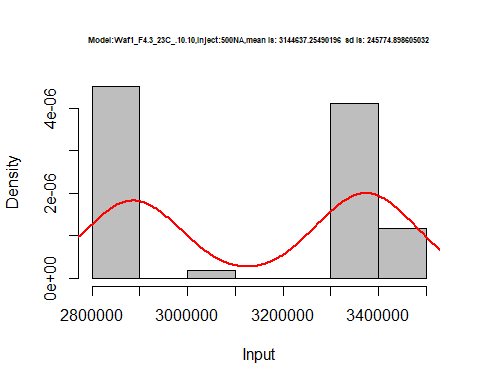 Model:Waf1_F4.3_23C_.10.10,Inject:500NA,mean is: 3144637.25490196 sd is: 245774.898605032
Density
0e+00
2e-06
4e-06
2800000
3000000
3200000
3400000
Input